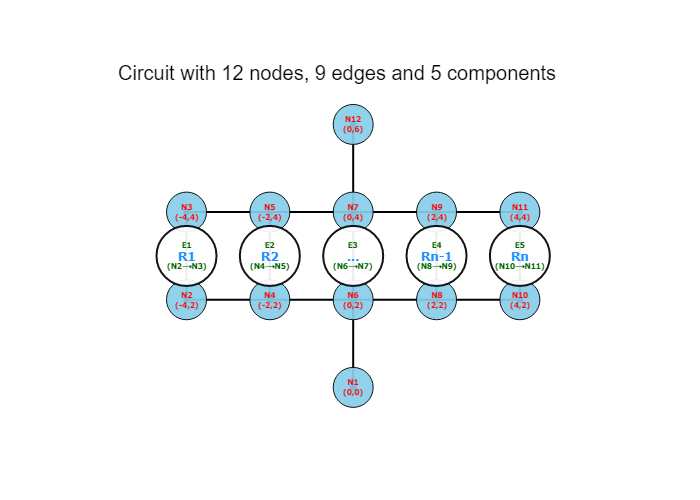 Circuit with 12 nodes, 9 edges and 5 components
N12
(0,6)
N3
(-4,4)
N5
(-2,4)
N7
(0,4)
N9
(2,4)
N11
(4,4)
E1
R1
(N2→N3)
E2
R2
(N4→N5)
E3
...
(N6→N7)
E4
Rn-1
(N8→N9)
E5
Rn
(N10→N11)
N2
(-4,2)
N4
(-2,2)
N6
(0,2)
N8
(2,2)
N10
(4,2)
N1
(0,0)